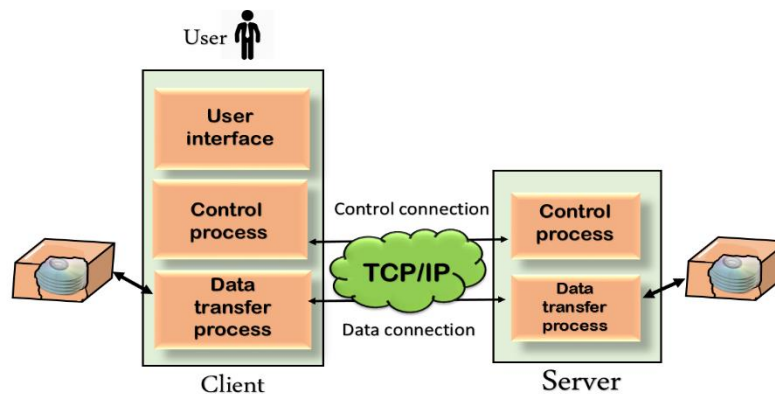 User
User
interface
Control
process
Data
transfer
process
Client
Control connection
TCP/IP
Data connection
Control
process
Data
transfer
process
Server